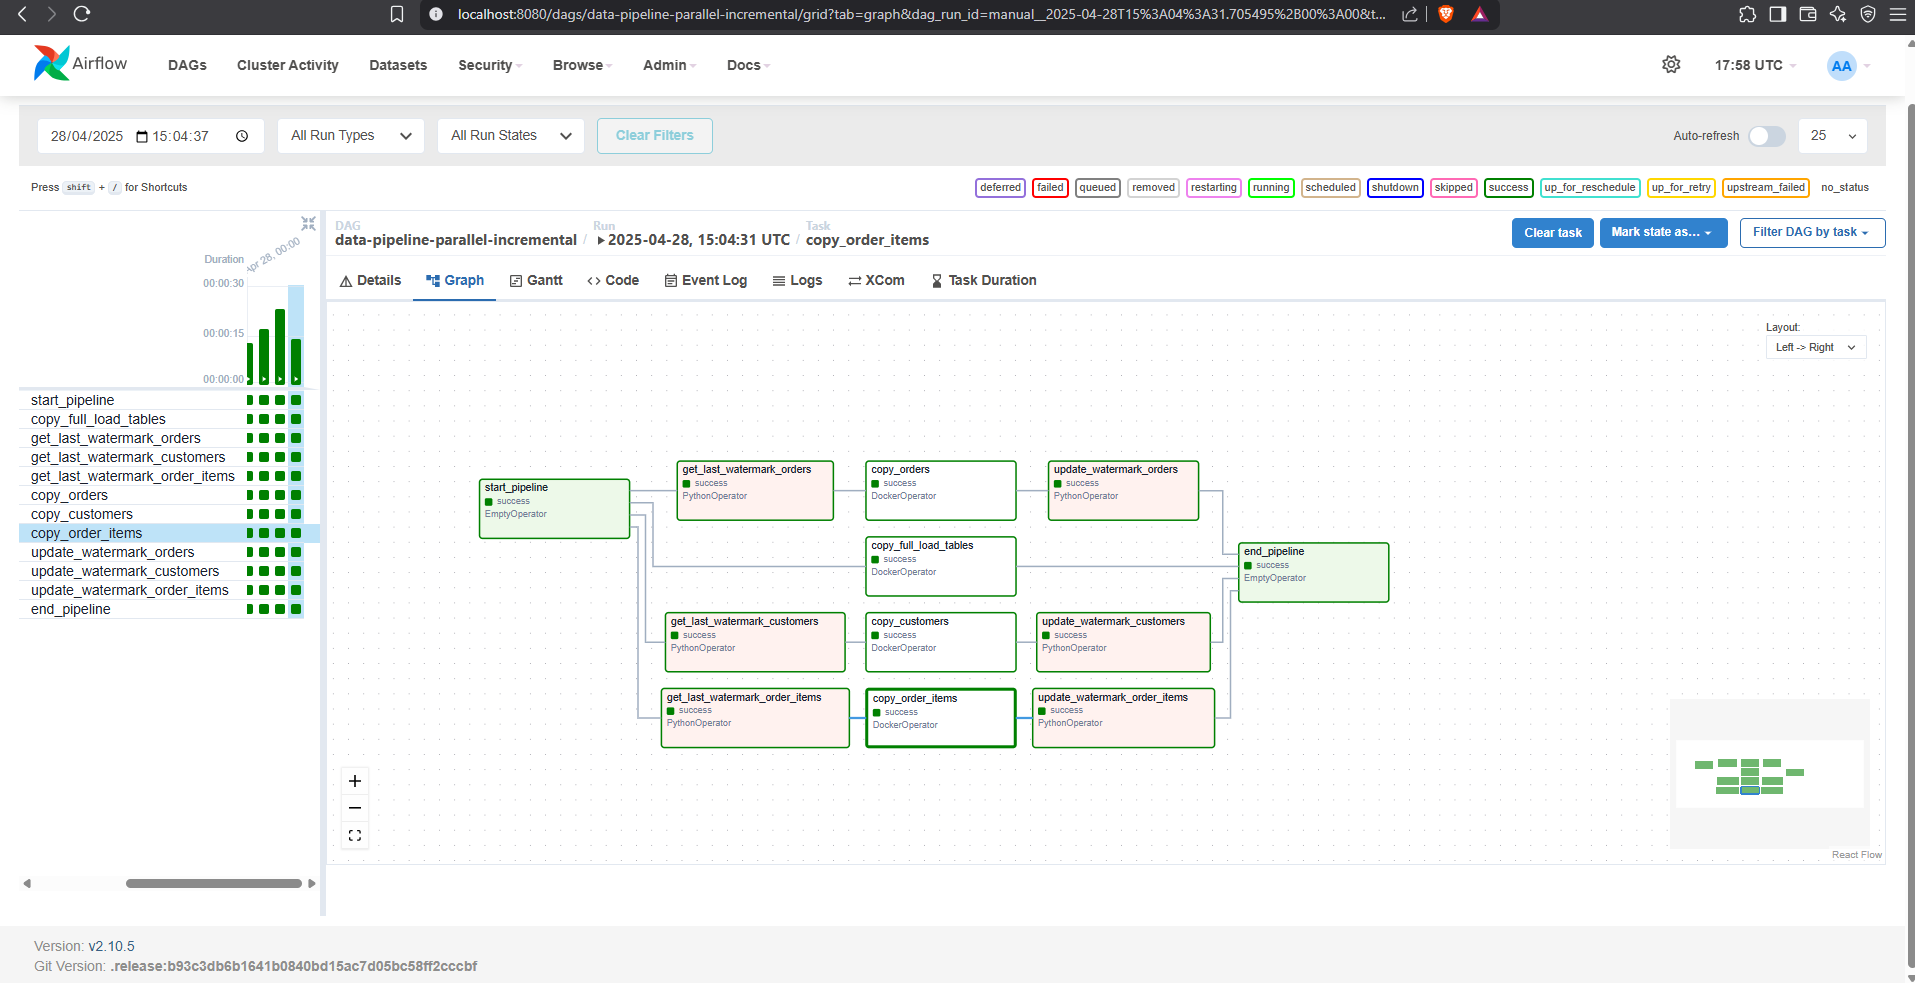 localhost:8080/dags/data-pipeline-parallel-incremental/grid?tab=graph&dag_run_id=manual__2025-04-28T15%3A04%3A31.705495%2B00%3A00&t...
Airflow DAGs Cluster Activity Datasets Security Browse Admin Docs 17:58 UTC AA
28/04/2025 15:04:37 All Run Types All Run States Clear Filters Auto-refresh 25
Press shift + / for Shortcuts deferred failed queued removed restarting running scheduled shutdown skipped success up_for_reschedule up_for_retry upstream_failed no_status
DAG Run Task
data-pipeline-parallel-incremental / 2025-04-28, 15:04:31 UTC / copy_order_items Clear task Mark state as... Filter DAG by task
Details Graph Gantt Code Event Log Logs XCom Task Duration
Duration
pr 28, 00:00
00:00:30
00:00:15
00:00:00
start_pipeline
copy_full_load_tables
get_last_watermark_orders
get_last_watermark_customers
get_last_watermark_order_items
copy_orders
copy_customers
copy_order_items
update_watermark_orders
update_watermark_customers
update_watermark_order_items
end_pipeline
Layout:
Left -> Right
start_pipeline
success
EmptyOperator
get_last_watermark_orders
success
PythonOperator
copy_orders
success
DockerOperator
update_watermark_orders
success
PythonOperator
copy_full_load_tables
success
DockerOperator
end_pipeline
success
EmptyOperator
get_last_watermark_customers
success
PythonOperator
copy_customers
success
DockerOperator
update_watermark_customers
success
PythonOperator
get_last_watermark_order_items
success
PythonOperator
copy_order_items
success
DockerOperator
update_watermark_order_items
success
PythonOperator
React Flow
Version: v2.10.5
Git Version: .release:b93c3db6b1641b0840bd15ac7d05bc58ff2cccbf